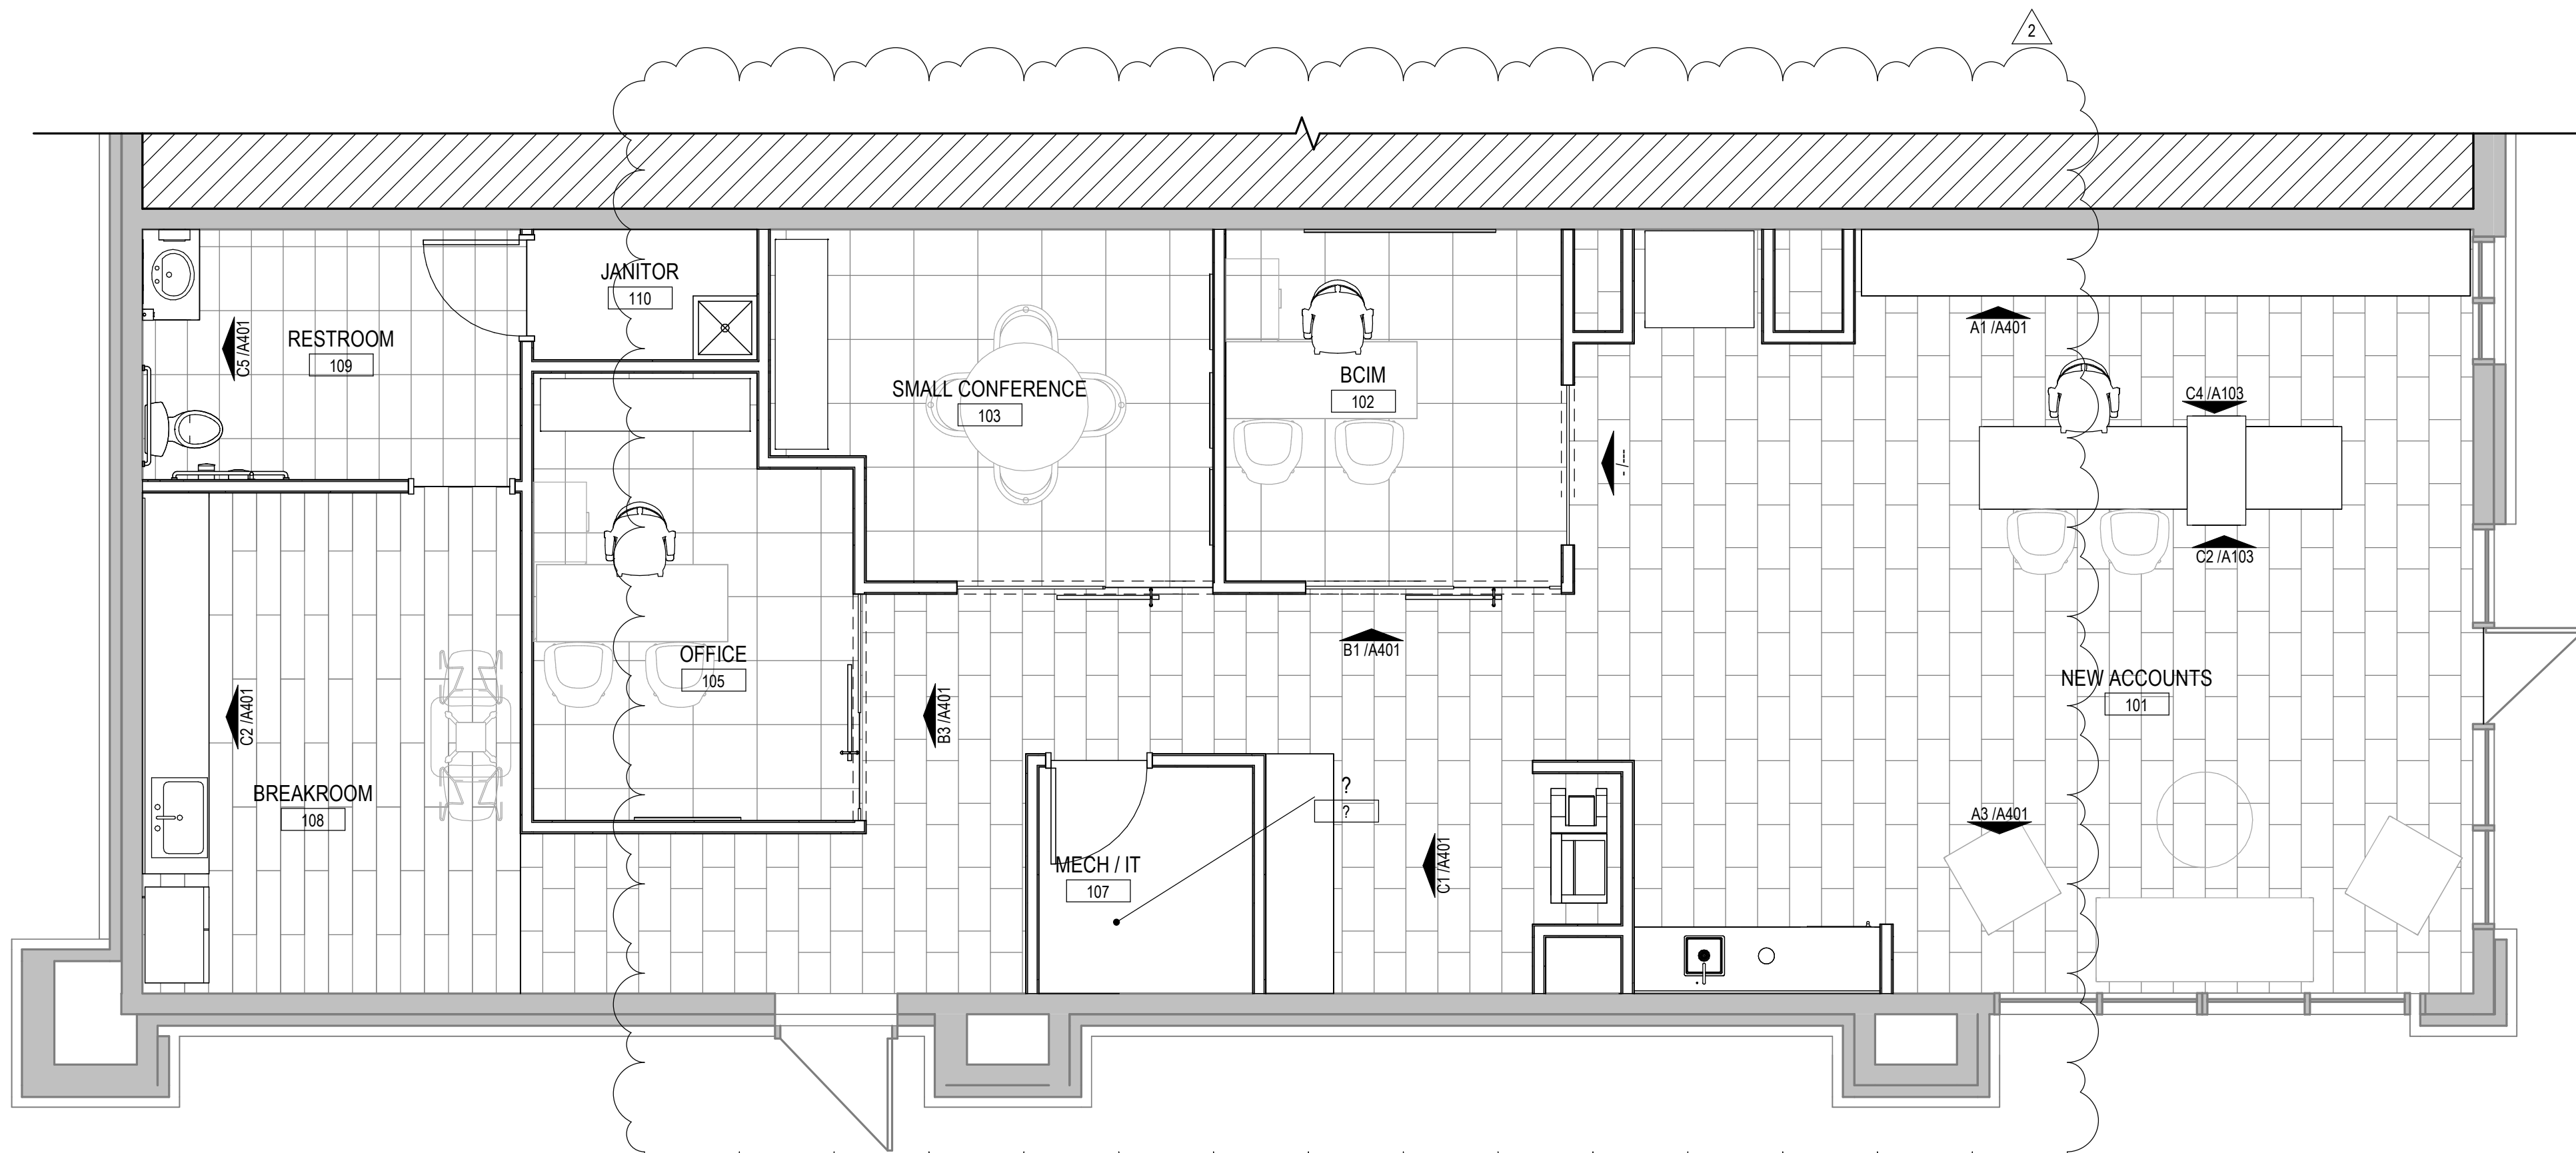 2
JANITOR
110
RESTROOM
109
C5 /A401
SMALL CONFERENCE
103
BCIM
102
A1 /A401
C4 /A103
- /---
C2 /A103
OFFICE
105
B1 /A401
NEW ACCOUNTS
101
C2 /A401
B3 /A401
BREAKROOM
108
?
?
A3 /A401
MECH / IT
107
C1 /A401